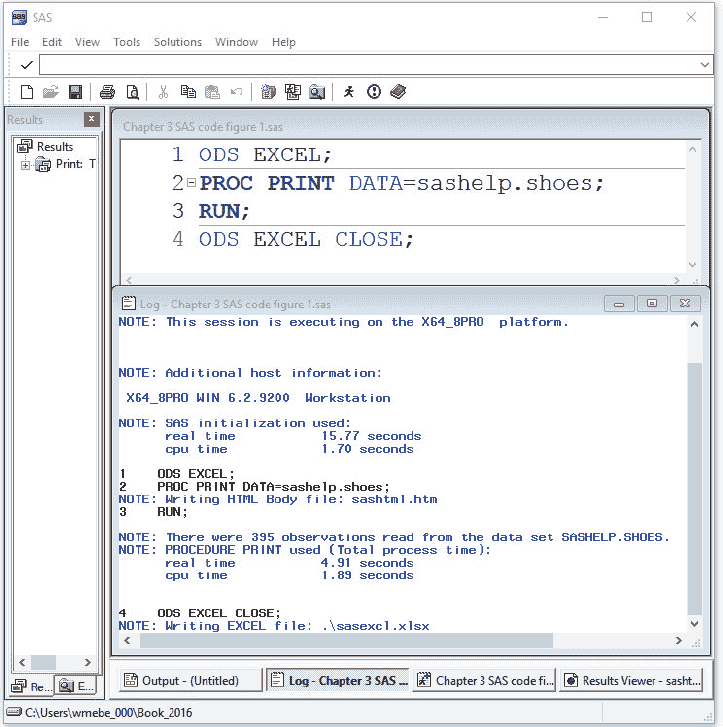 SAS
File Edit View Tools Solutions Window Help
Results
Results
Print: T
Chapter 3 SAS code figure 1.sas
1 ODS EXCEL;
2 PROC PRINT DATA=sashelp.shoes;
3 RUN;
4 ODS EXCEL CLOSE;
Log - Chapter 3 SAS code figure 1.sas
NOTE: This session is executing on the X64_8PRO platform.
NOTE: Additional host information:
X64_8PRO WIN 6.2.9200 Workstation
NOTE: SAS initialization used:
real time 15.77 seconds
cpu time 1.70 seconds
1 ODS EXCEL;
2 PROC PRINT DATA=sashelp.shoes;
NOTE: Writing HTML Body file: sashtml.htm
3 RUN;
NOTE: There were 395 observations read from the data set SASHELP.SHOES.
NOTE: PROCEDURE PRINT used (Total process time):
real time 4.91 seconds
cpu time 1.89 seconds
4 ODS EXCEL CLOSE;
NOTE: Writing EXCEL file: .\sasexcl.xlsx
Re... E...
Output - (Untitled) Log - Chapter 3 SAS ... Chapter 3 SAS code fi... Results Viewer - sasht...
C:\Users\wmebe_000\Book_2016